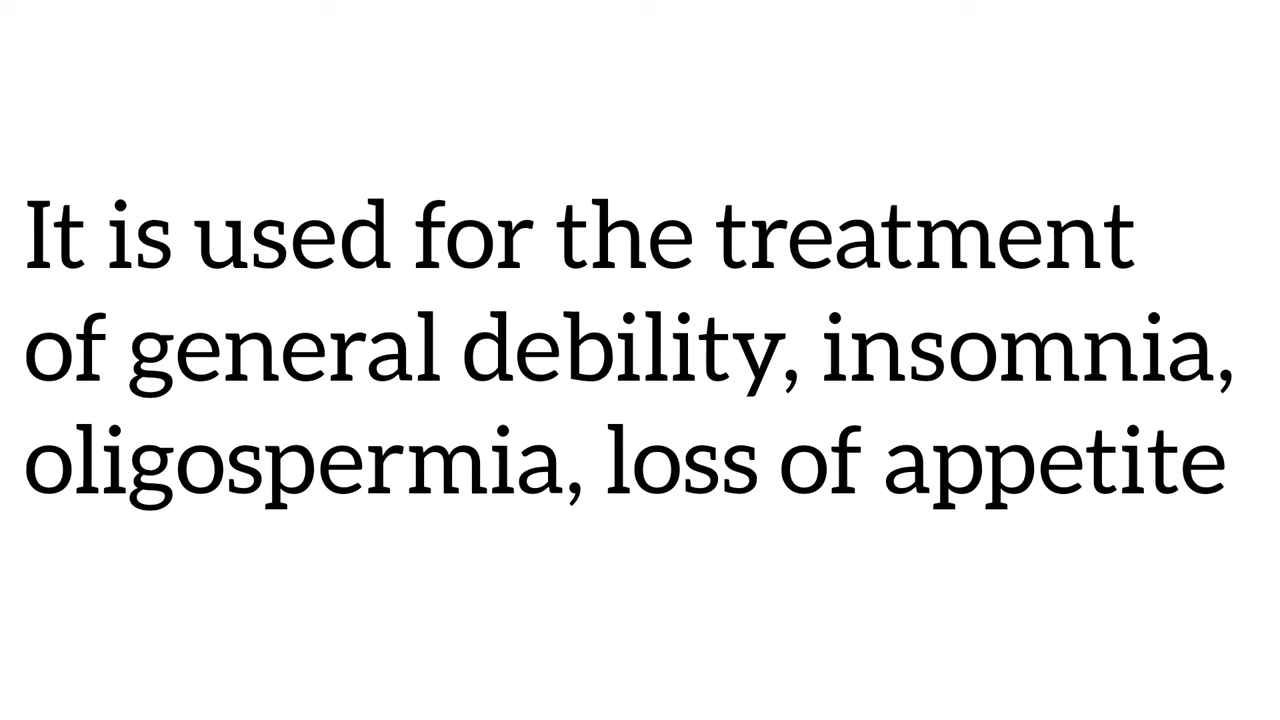 It is used for the treatment
of general debility, insomnia,
oligospermia, loss of appetite